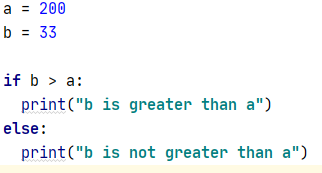 a = 200
b = 33

if b > a:
  print("b is greater than a")
else:
  print("b is not greater than a")